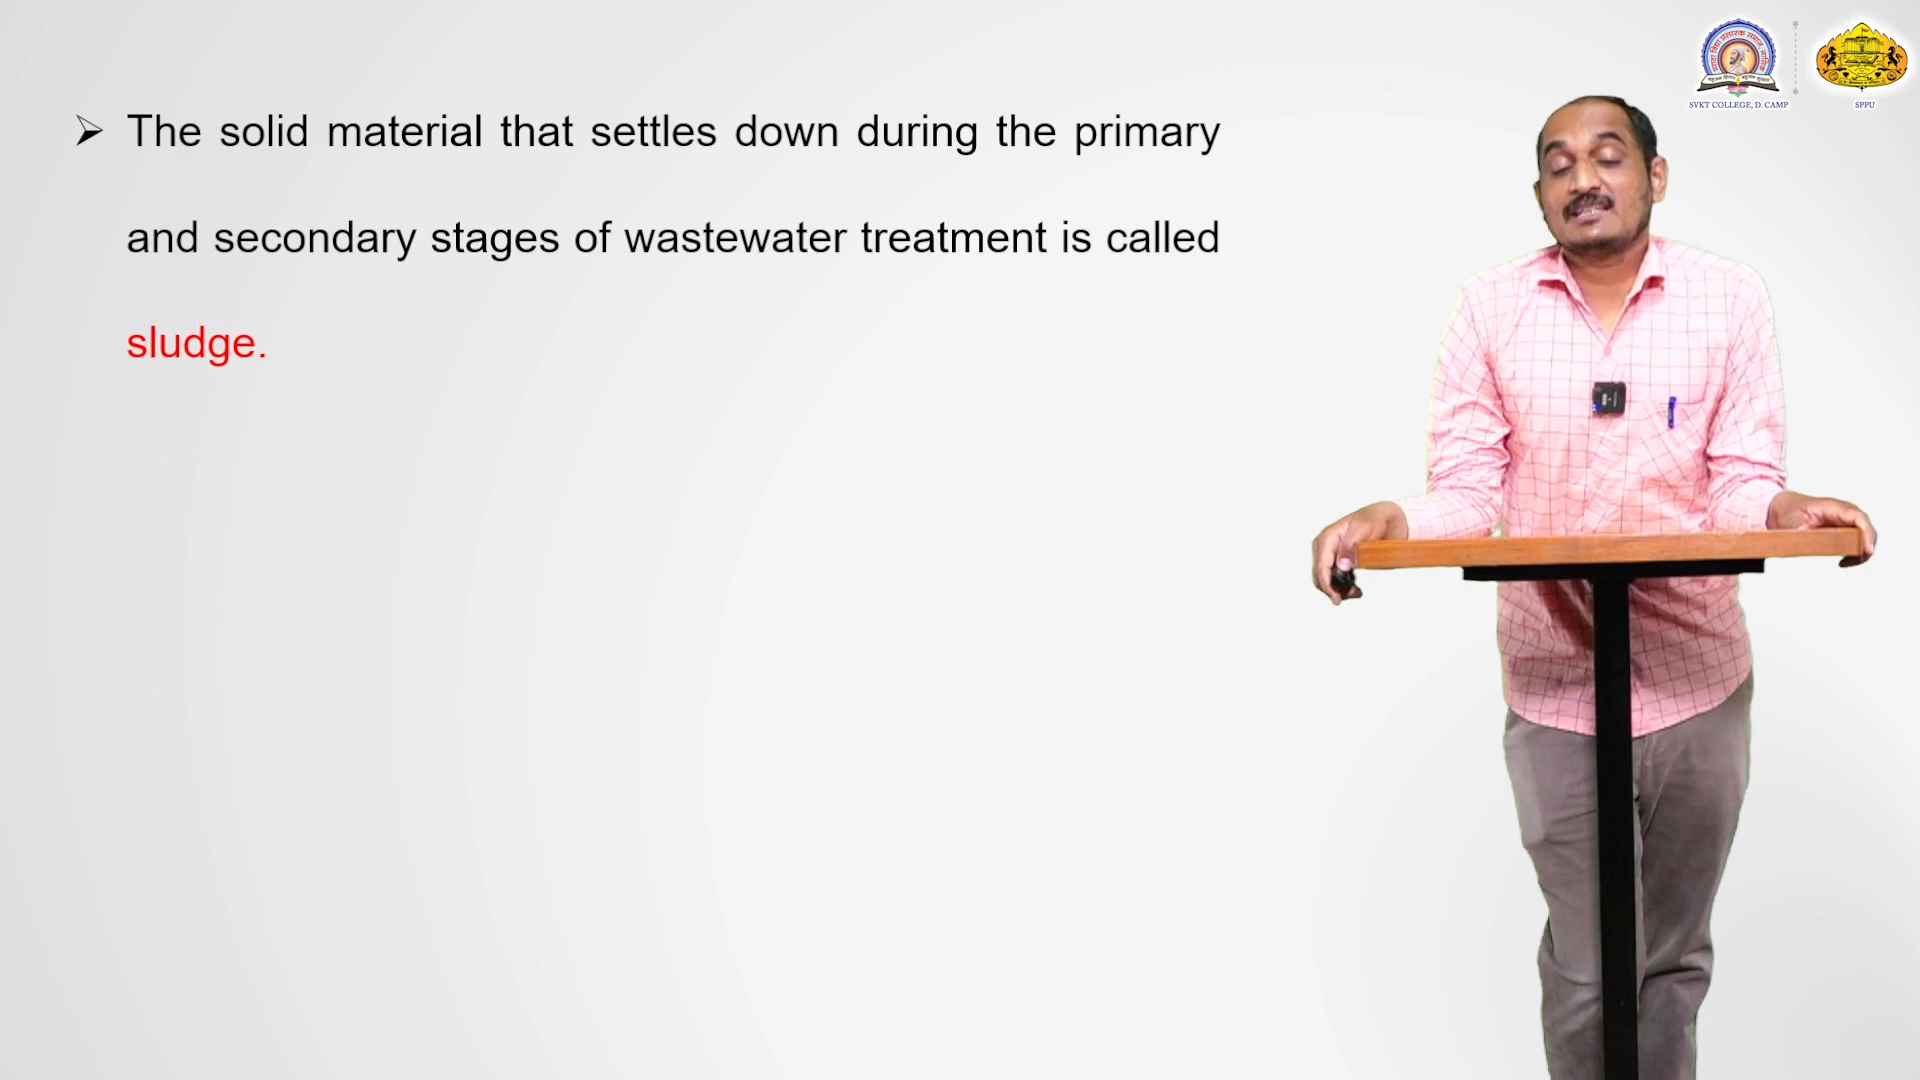 The solid material that settles down during the primary
and secondary stages of wastewater treatment is called
sludge.
SVKT COLLEGE, D. CAMP
SPPU